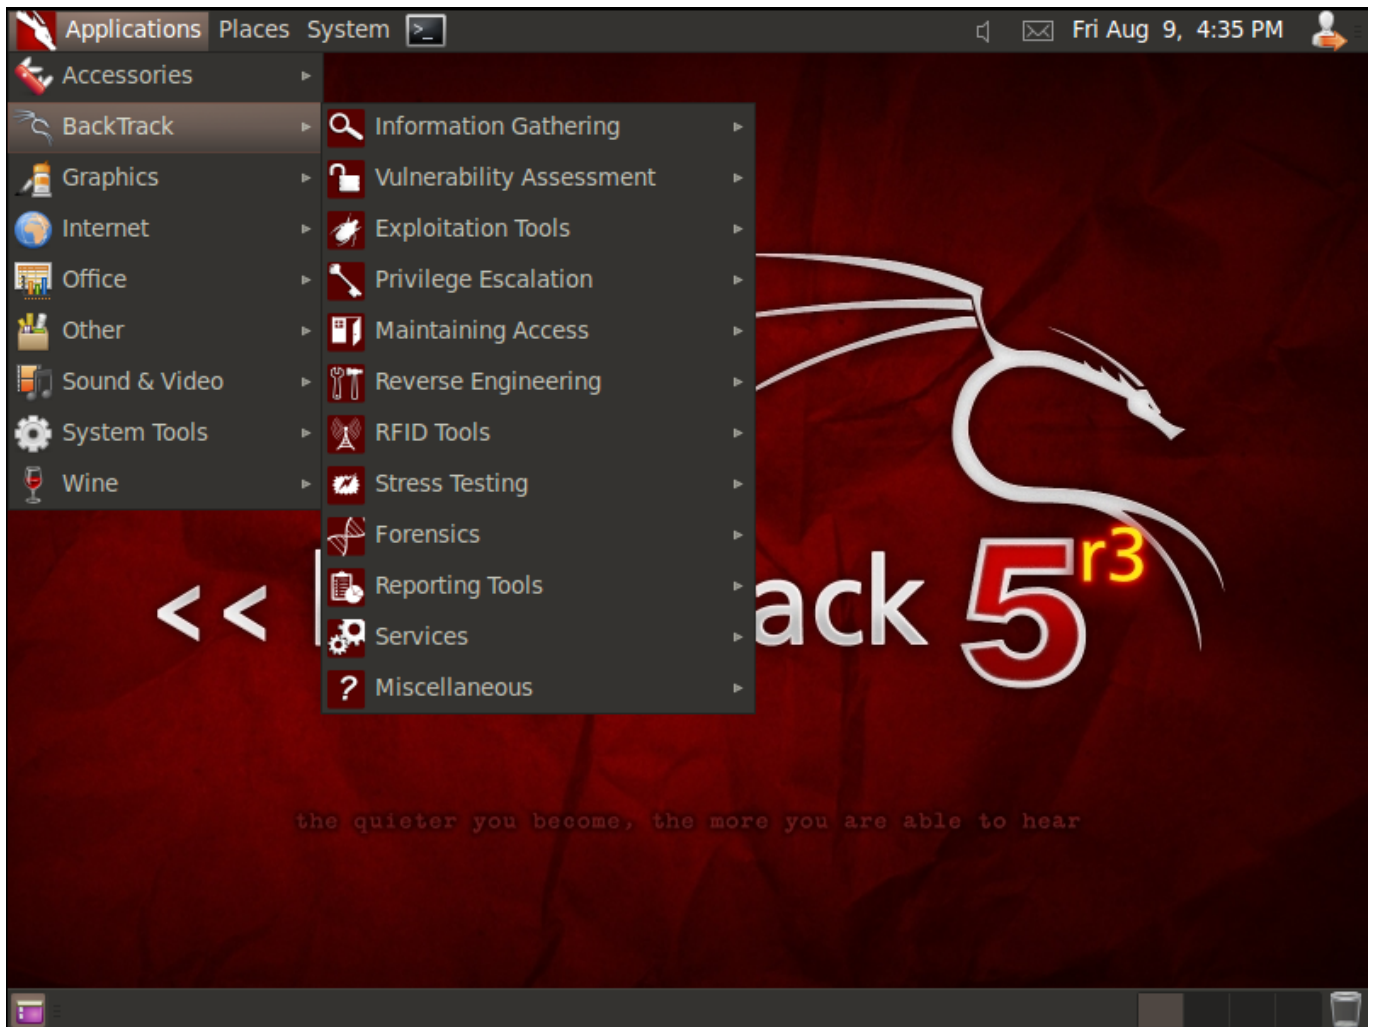 Applications Places System Fri Aug 9, 4:35 PM
Accessories
BackTrack
Graphics
Internet
Office
Other
Sound & Video
System Tools
Wine
Information Gathering
Vulnerability Assessment
Exploitation Tools
Privilege Escalation
Maintaining Access
Reverse Engineering
RFID Tools
Stress Testing
Forensics
Reporting Tools
Services
Miscellaneous
<< ack 5 r3
the quieter you become, the more you are able to hear